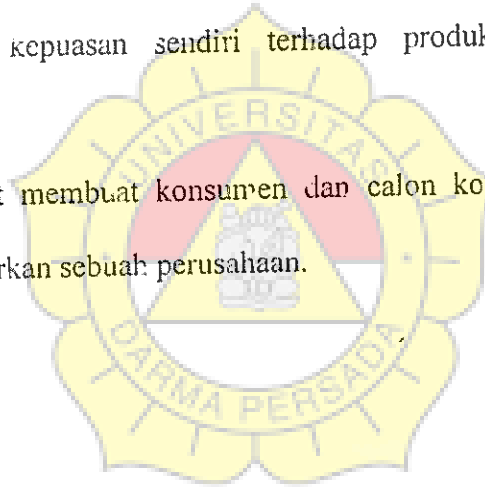 kepuasan sendiri terhadap produk
UNIVERSITAS
membuat konsumen dan calon ko
rkan sebuah perusahaan.
DARMA PERSADA